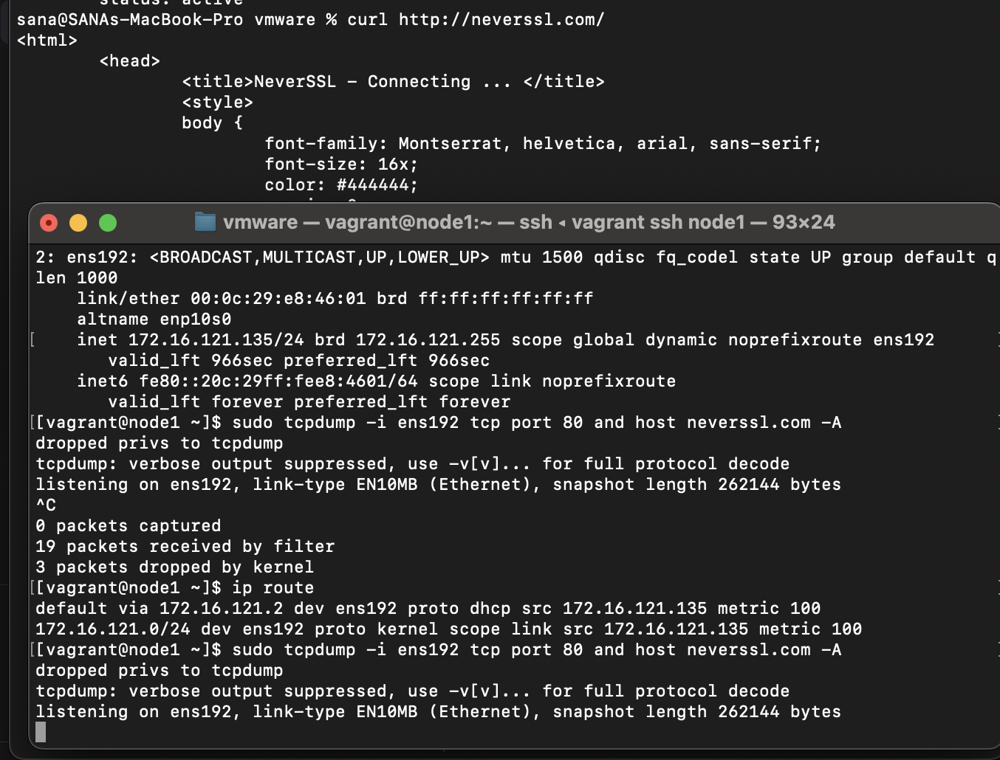 status: active
sana@SANAs-MacBook-Pro vmware % curl http://neverssl.com/
<html>
<head>
<title>NeverSSL - Connecting ... </title>
<style>
body {
font-family: Montserrat, helvetica, arial, sans-serif;
font-size: 16x;
color: #444444;
vmware — vagrant@node1:~ — ssh ◂ vagrant ssh node1 — 93×24
2: ens192: <BROADCAST,MULTICAST,UP,LOWER_UP> mtu 1500 qdisc fq_codel state UP group default q
len 1000
link/ether 00:0c:29:e8:46:01 brd ff:ff:ff:ff:ff:ff
altname enp10s0
[    inet 172.16.121.135/24 brd 172.16.121.255 scope global dynamic noprefixroute ens192
valid_lft 966sec preferred_lft 966sec
inet6 fe80::20c:29ff:fee8:4601/64 scope link noprefixroute
valid_lft forever preferred_lft forever
[[vagrant@node1 ~]$ sudo tcpdump -i ens192 tcp port 80 and host neverssl.com -A
dropped privs to tcpdump
tcpdump: verbose output suppressed, use -v[v]... for full protocol decode
listening on ens192, link-type EN10MB (Ethernet), snapshot length 262144 bytes
^C
0 packets captured
19 packets received by filter
3 packets dropped by kernel
[[vagrant@node1 ~]$ ip route
default via 172.16.121.2 dev ens192 proto dhcp src 172.16.121.135 metric 100
172.16.121.0/24 dev ens192 proto kernel scope link src 172.16.121.135 metric 100
[[vagrant@node1 ~]$ sudo tcpdump -i ens192 tcp port 80 and host neverssl.com -A
dropped privs to tcpdump
tcpdump: verbose output suppressed, use -v[v]... for full protocol decode
listening on ens192, link-type EN10MB (Ethernet), snapshot length 262144 bytes